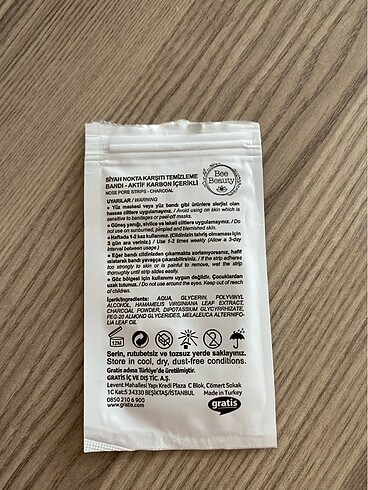 SİYAH NOKTA KARŞITI TEMİZLEME
BANDI - AKTİF KARBON İÇERİKLİ
NOSE PORE STRIPS - CHARCOAL
Bee
Beauty
UYARILAR / WARNING
• Yüz maskesi veya yüz bandı gibi ürünlere alerjisi olan
hassas ciltlere uygulamayınız. / Avoid using on skin which is
sensitive to bandages or peel-off masks.
• Güneş yanığı, sivilce ve lekeli ciltlere uygulamayınız. / Do
not use on sunburned, pimpled and blemished skin.
• Haftada 1-2 kez kullanınız. (Cildinizin tahriş olmaması için
3 gün ara veriniz.) / Use 1-2 times weekly (Allow a 3-day
interval between usage.)
• Eğer bandı cildinizden çıkarmakta zorlanıyorsanız, hafif
ıslatarak bandı yavaşça çıkarabilirsiniz. / If the strip adheres
too strongly to skin or is painful to remove, wet the strip
thoroughly until strip slides easily.
• Göz bölgesi için kullanımı uygun değildir. Çocuklardan
uzak tutunuz. / Do not use around the eyes. Keep out of reach
of children.
İçerik/Ingredients: AQUA, GLYCERIN, POLYVINYL
ALCOHOL, HAMAMELIS VIRGINIANA LEAF EXTRACT,
CHARCOAL POWDER, DIPOTASSIUM GLYCYRRHIZATE,
PEG-20 ALMOND GLYCERIDES, MELALEUCA ALTERNIFO-
LIA LEAF OIL
12M
Serin, rutubetsiz ve tozsuz yerde saklayınız.
Store in cool, dry, dust-free conditions.
Gratis adına Türkiye'de üretilmiştir.
GRATİS İÇ VE DIŞ TİC. A.Ş.
Levent Mahallesi Yapı Kredi Plaza C Blok, Cömert Sokak
1C Kat:5 34330 BEŞİKTAŞ/İSTANBUL Made in Turkey
0850 210 6 900
www.gratis.com
gratis